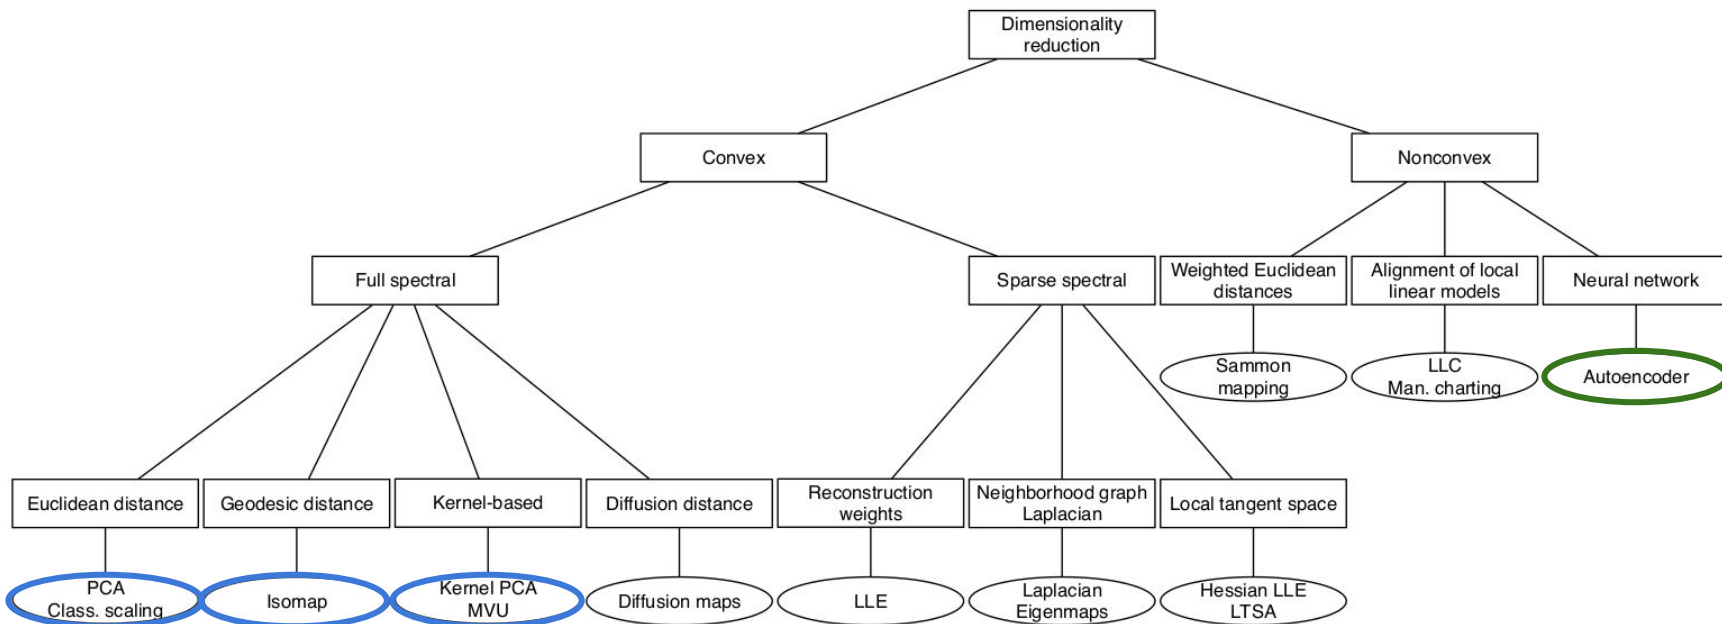 Dimensionality
reduction
Convex
Nonconvex
Full spectral
Sparse spectral
Weighted Euclidean
distances
Alignment of local
linear models
Neural network
Sammon
mapping
LLC
Man. charting
Autoencoder
Euclidean distance
Geodesic distance
Kernel-based
Diffusion distance
Reconstruction
weights
Neighborhood graph
Laplacian
Local tangent space
PCA
Class. scaling
Isomap
Kernel PCA
MVU
Diffusion maps
LLE
Laplacian
Eigenmaps
Hessian LLE
LTSA